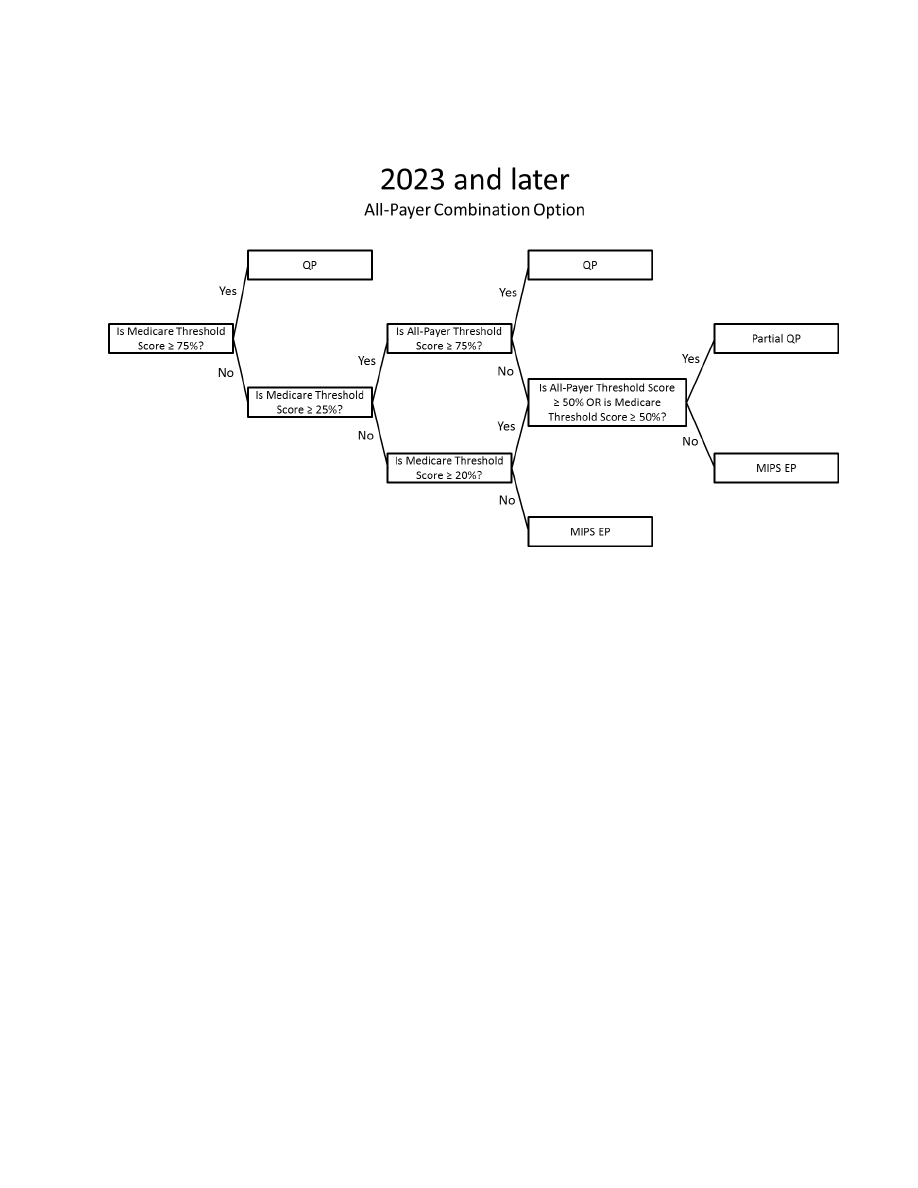 2023 and later
All-Payer Combination Option
QP
QP
Yes
Yes
Is Medicare Threshold
Score ≥ 75%?
Is All-Payer Threshold
Score ≥ 75%?
Partial QP
Yes
Yes
No
No
Is Medicare Threshold
Score ≥ 25%?
Is All-Payer Threshold Score
≥ 50% OR is Medicare
Threshold Score ≥ 50%?
Yes
No
No
Is Medicare Threshold
Score ≥ 20%?
MIPS EP
No
MIPS EP